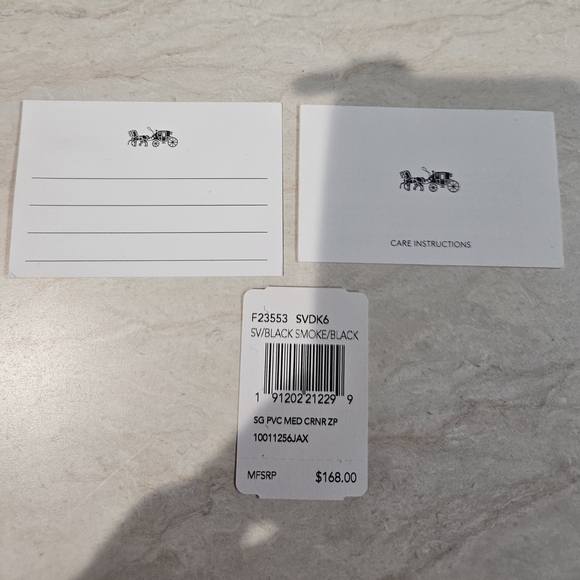 CARE INSTRUCTIONS
F23553 SVDK6
SV/BLACK SMOKE/BLACK
1 91202 21229 9
SG PVC MED CRNR ZP
10011256JAX
MFSRP $168.00